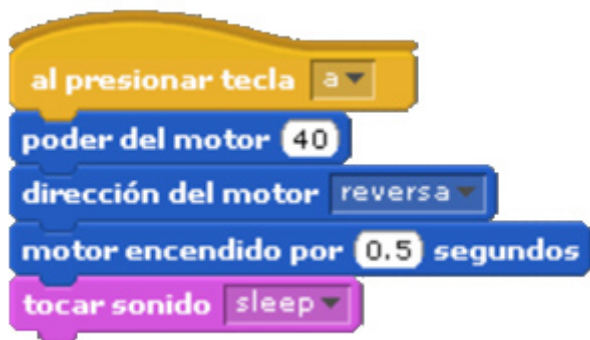 al presionar tecla a
poder del motor 40
dirección del motor reversa
motor encendido por 0.5 segundos
tocar sonido sleep